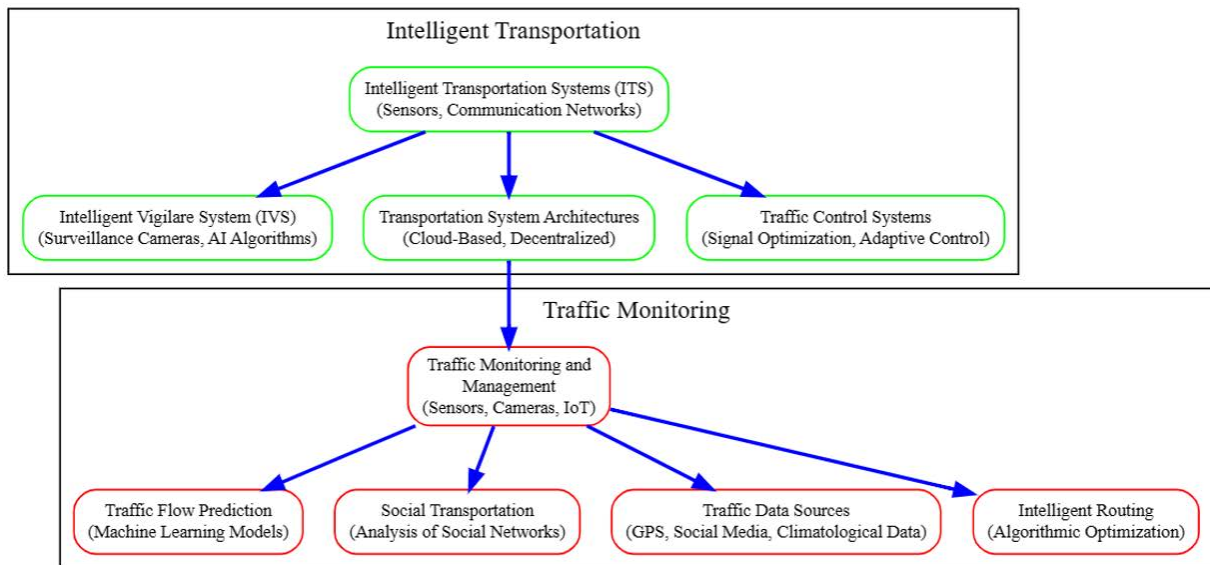 Intelligent Transportation
Intelligent Transportation Systems (ITS)
(Sensors, Communication Networks)
Intelligent Vigilare System (IVS)
(Surveillance Cameras, AI Algorithms)
Transportation System Architectures
(Cloud-Based, Decentralized)
Traffic Control Systems
(Signal Optimization, Adaptive Control)
Traffic Monitoring
Traffic Monitoring and
Management
(Sensors, Cameras, IoT)
Traffic Flow Prediction
(Machine Learning Models)
Social Transportation
(Analysis of Social Networks)
Traffic Data Sources
(GPS, Social Media, Climatological Data)
Intelligent Routing
(Algorithmic Optimization)